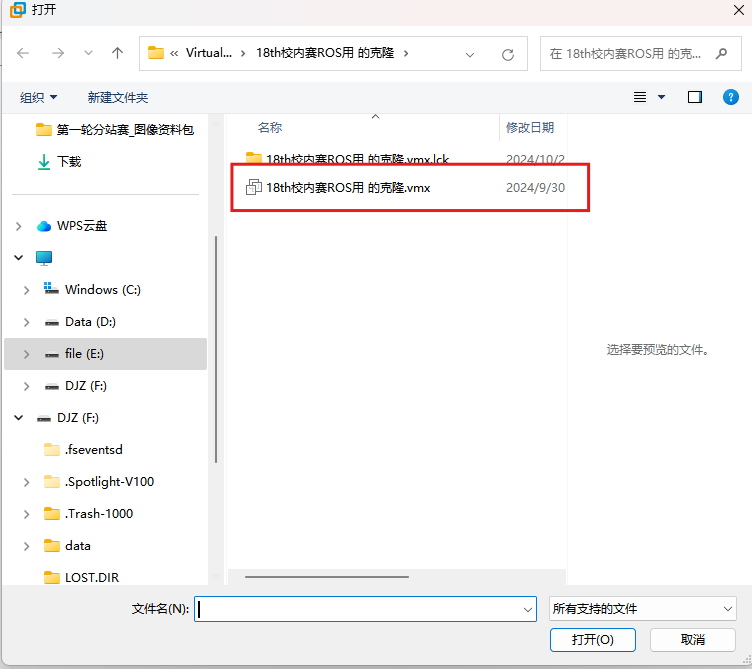 打开
« Virtual... › 18th校内赛ROS用 的克隆 ›
在 18th校内赛ROS用 的克...
组织 新建文件夹
?
名称 修改日期
第一轮分站赛_图像资料包
下载
18th校内赛ROS用 的克隆.vmx.lck 2024/10/2
18th校内赛ROS用 的克隆.vmx 2024/9/30
WPS云盘
Windows (C:)
Data (D:)
file (E:)
选择要预览的文件。
DJZ (F:)
DJZ (F:)
.fseventsd
.Spotlight-V100
.Trash-1000
data
LOST.DIR
文件名(N):
所有支持的文件
打开(O) 取消